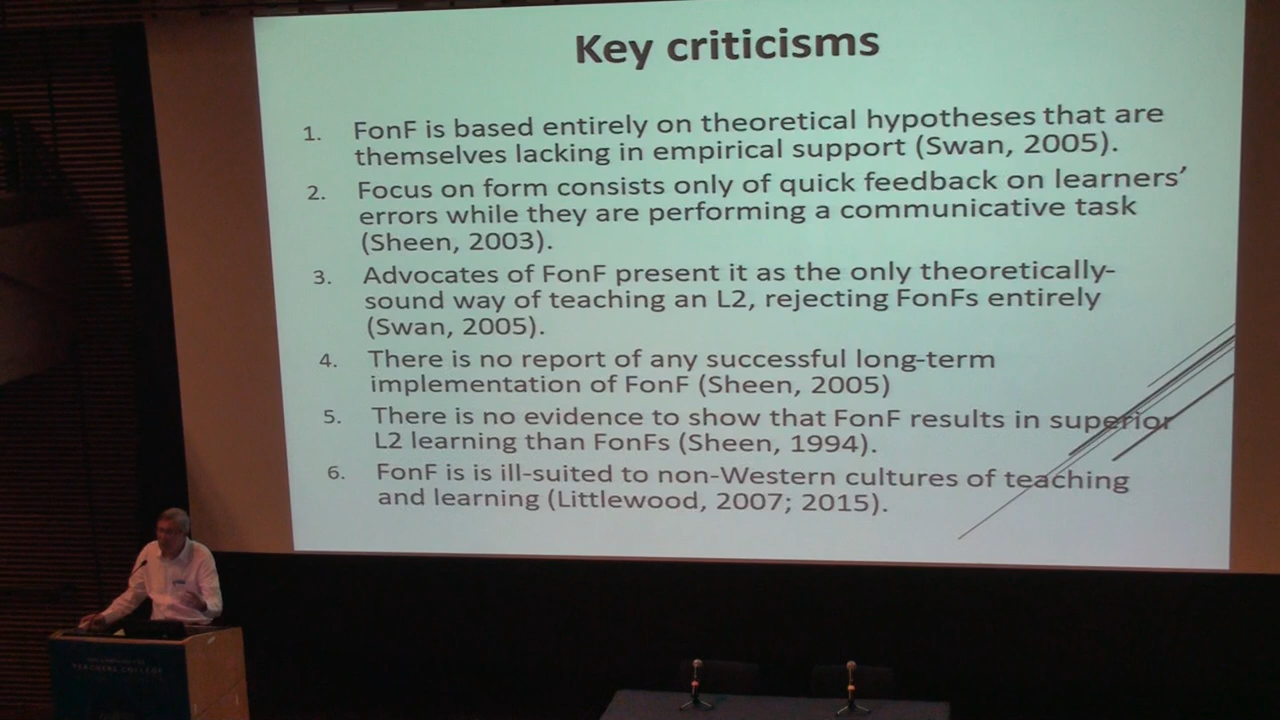 Key criticisms
1. FonF is based entirely on theoretical hypotheses that are
themselves lacking in empirical support (Swan, 2005).
2. Focus on form consists only of quick feedback on learners’
errors while they are performing a communicative task
(Sheen, 2003).
3. Advocates of FonF present it as the only theoretically-
sound way of teaching an L2, rejecting FonFs entirely
(Swan, 2005).
4. There is no report of any successful long-term
implementation of FonF (Sheen, 2005)
5. There is no evidence to show that FonF results in superior
L2 learning than FonFs (Sheen, 1994).
6. FonF is is ill-suited to non-Western cultures of teaching
and learning (Littlewood, 2007; 2015).
TEACHERS COLLEGE